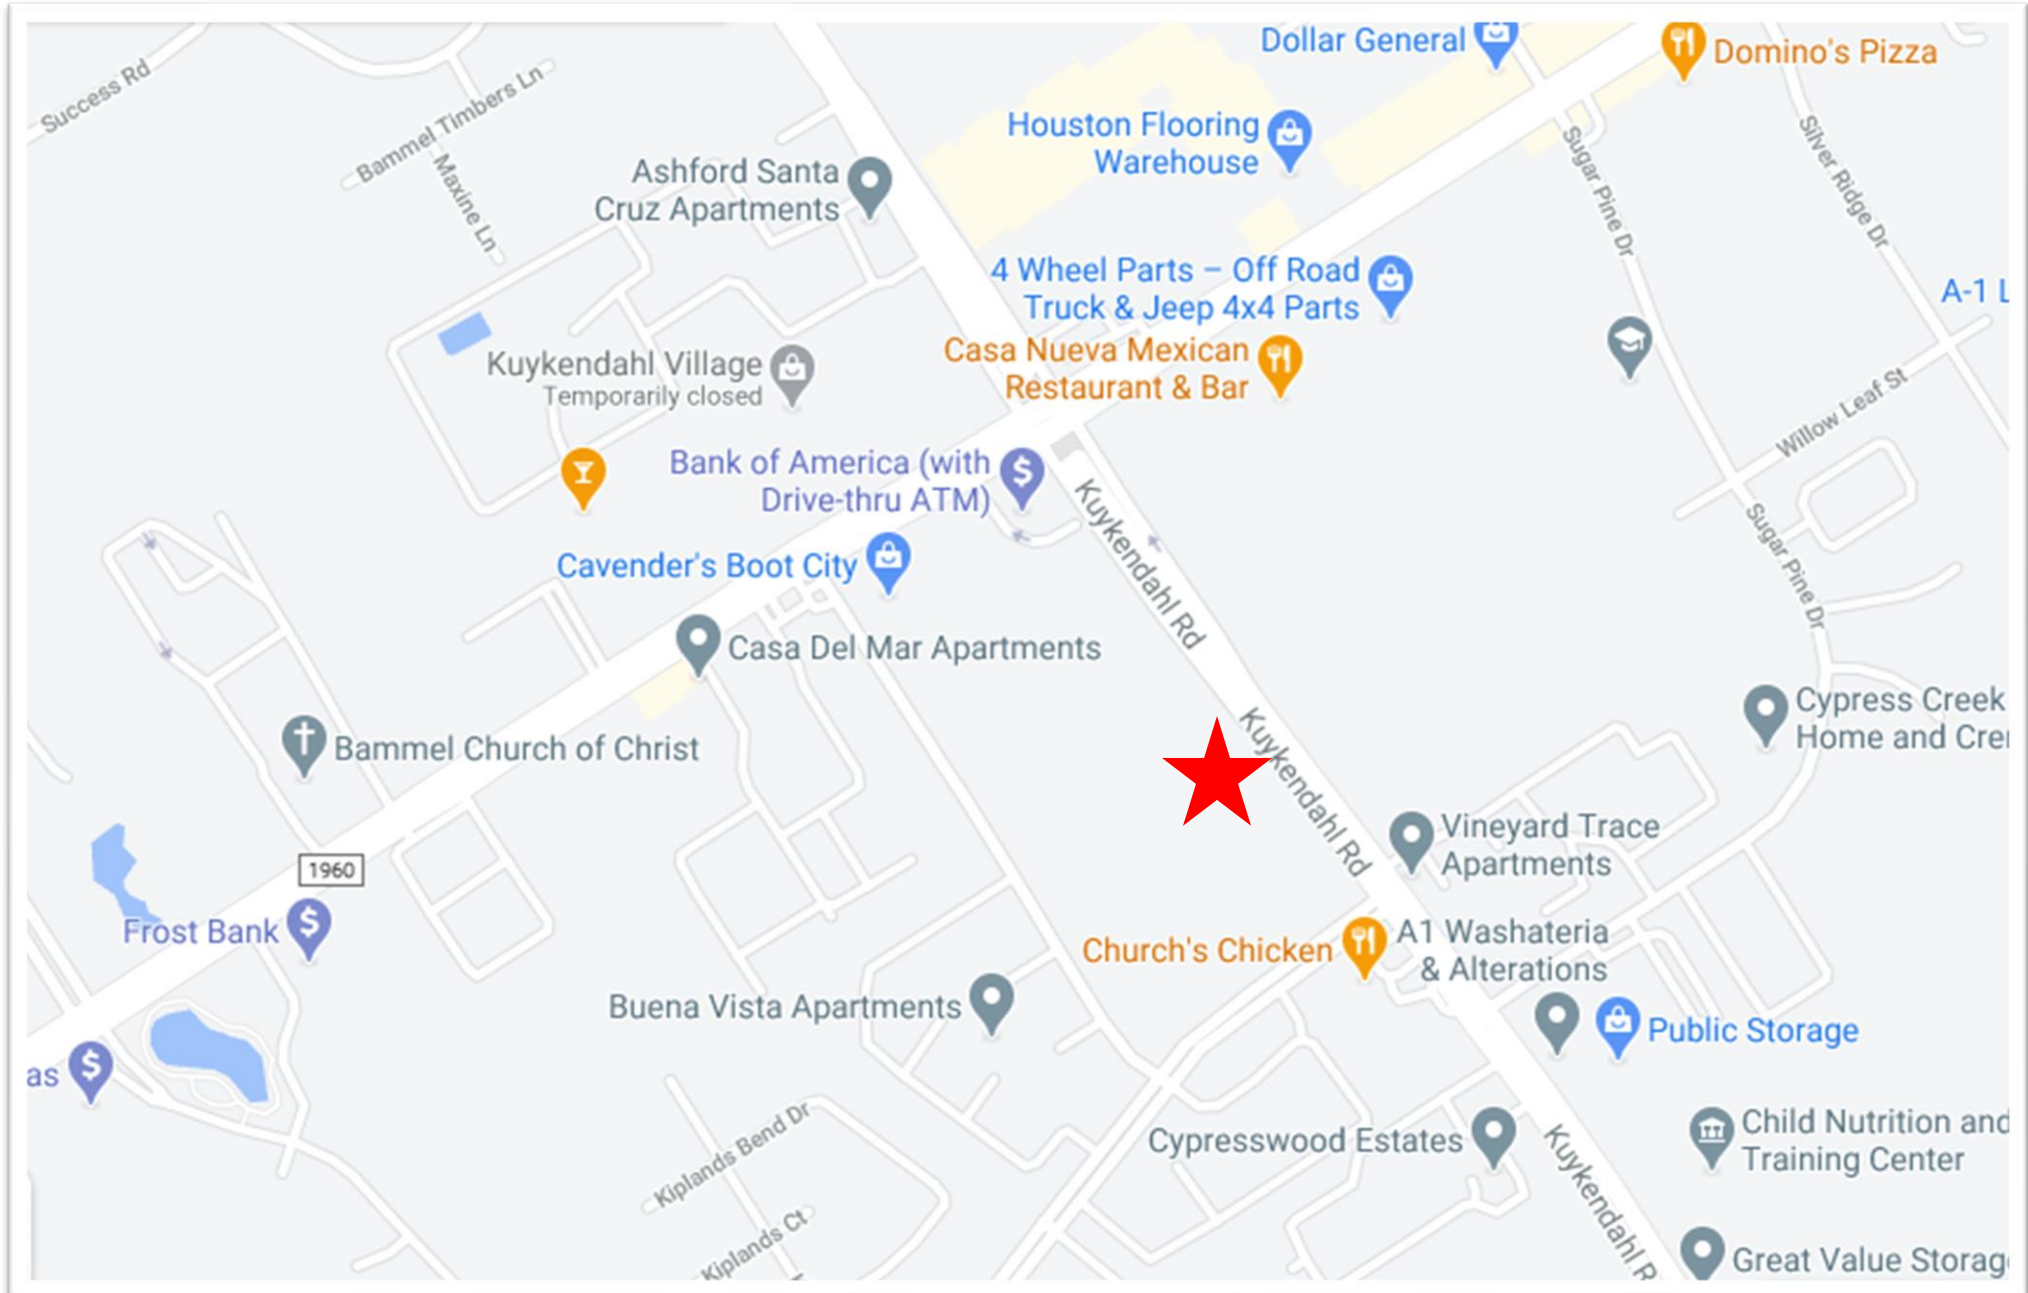 Dollar General
Domino's Pizza
Success Rd
Bammel Timbers Ln
Maxine Ln
Houston Flooring
Warehouse
Sugar Pine Dr
Silver Ridge Dr
Ashford Santa
Cruz Apartments
4 Wheel Parts – Off Road
Truck & Jeep 4x4 Parts
A-1 L
Casa Nueva Mexican
Restaurant & Bar
Kuykendahl Village
Temporarily closed
Willow Leaf St
Bank of America (with
Drive-thru ATM)
Kuykendahl Rd
Sugar Pine Dr
Cavender's Boot City
Casa Del Mar Apartments
Cypress Creek
Home and Crer
Kuykendahl Rd
Bammel Church of Christ
Vineyard Trace
Apartments
1960
Frost Bank
Church's Chicken
A1 Washateria
& Alterations
Buena Vista Apartments
Public Storage
as
Kiplands Bend Dr
Cypresswood Estates
Child Nutrition and
Training Center
Kuykendahl R
Kiplands Ct
Great Value Storag